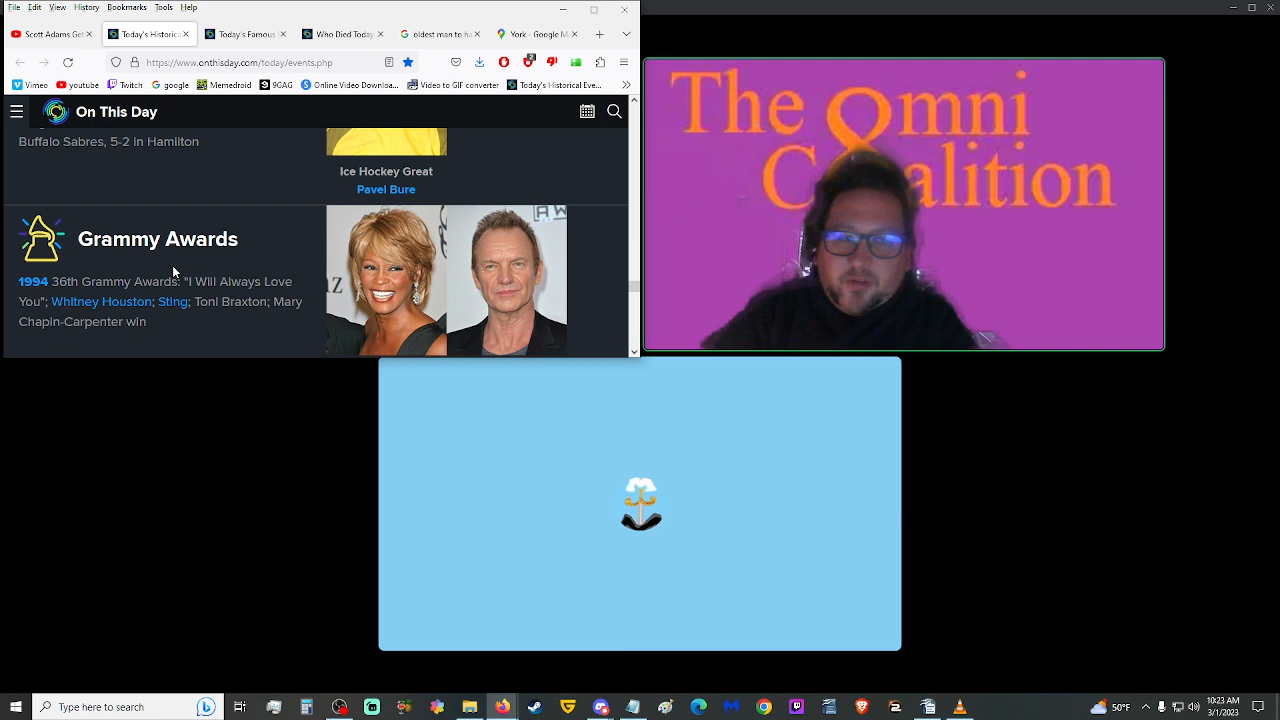 File Edit View History Bookmarks Tools Help
Scott Adams Get
Today's Historica
Today's Famous
Who Died Today
oldest man to ha
York - Google M
https://www.onthisday.com/today/events.php
Vimeo
youtube
Twitch
google
Memedroid
9GAG
Online Video Downloa...
Video to GIF converter
Today's Historical Eve...
On This Day
Buffalo Sabres, 5-2 in Hamilton
Ice Hockey Great
Pavel Bure
Grammy Awards
1994 36th Grammy Awards: "I Will Always Love
You"; Whitney Houston; Sting; Toni Braxton; Mary
Chapin-Carpenter win
The Omni
C alition
Type here to search
50°F
10:23 AM
3/1/2023